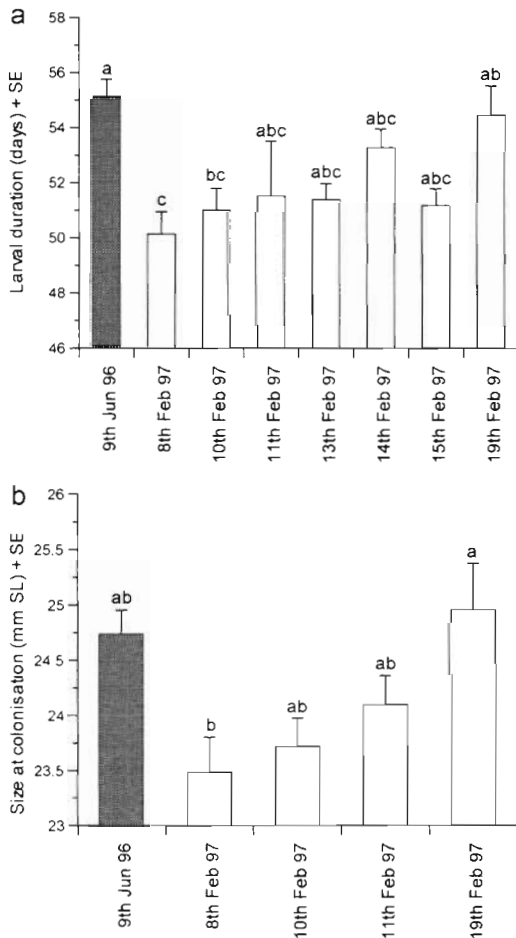 a
Larval duration (days) + SE
58
56
54
52
50
48
46
a
c
bc
abc
abc
abc
abc
ab
9th Jun 96
8th Feb 97
10th Feb 97
11th Feb 97
13th Feb 97
14th Feb 97
15th Feb 97
19th Feb 97
b
Size at colonisation (mm SL) + SE
26
25.5
25
24.5
24
23.5
23
ab
b
ab
ab
a
9th Jun 96
8th Feb 97
10th Feb 97
11th Feb 97
19th Feb 97